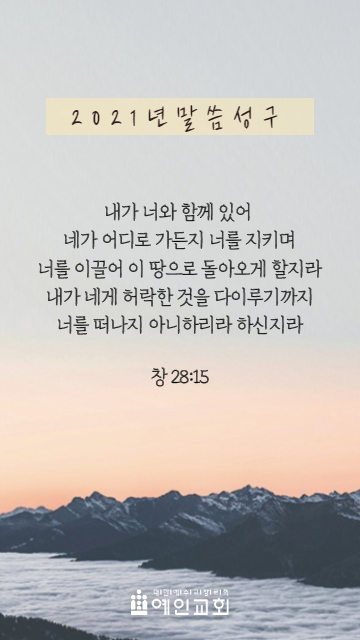 2021년말씀성구
내가 너와 함께 있어
네가 어디로 가든지 너를 지키며
너를 이끌어 이 땅으로 돌아오게 할지라
내가 네게 허락한 것을 다이루기까지
너를 떠나지 아니하리라 하신지라
창 28:15
예인교회